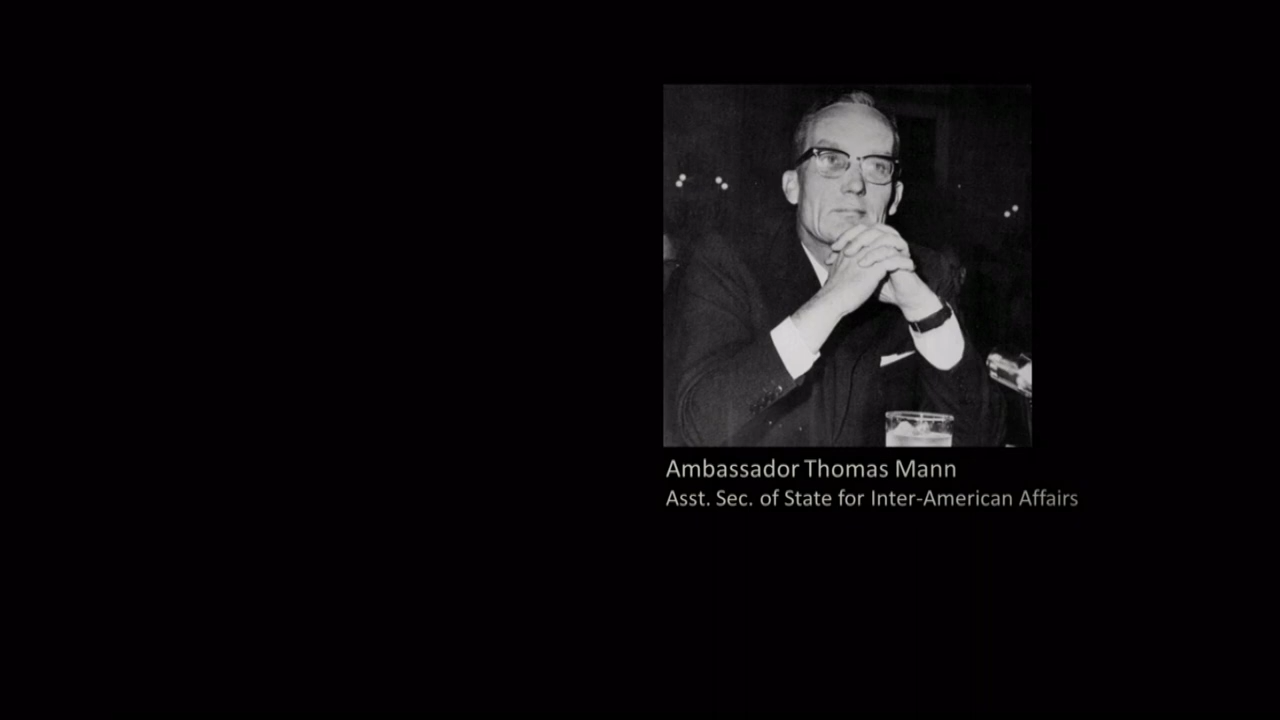 Ambassador Thomas Mann
Asst. Sec. of State for Inter-American Affairs